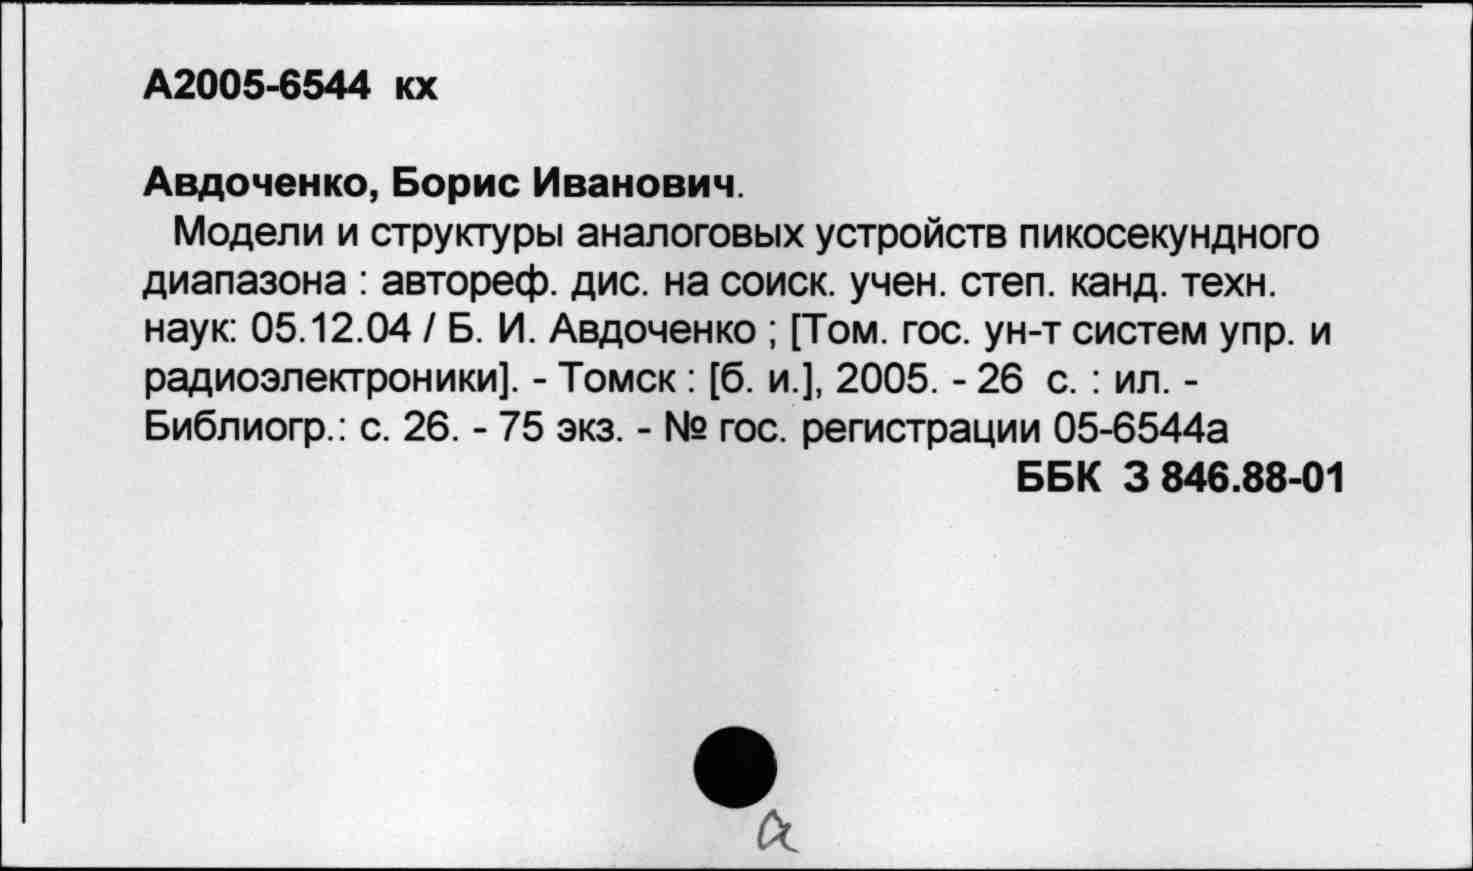 А2005-6544 кх
Авдоченко, Борис Иванович.
Модели и структуры аналоговых устройств пикосекундного
диапазона : автореф. дис. на соиск. учен. степ. канд. техн.
наук: 05.12.04 / Б. И. Авдоченко ; [Том. гос. ун-т систем упр. и
радиоэлектроники]. - Томск : [б. и.], 2005. - 26 с. : ил. -
Библиогр.: с. 26. - 75 экз. - № гос. регистрации 05-6544а
ББК З 846.88-01
а